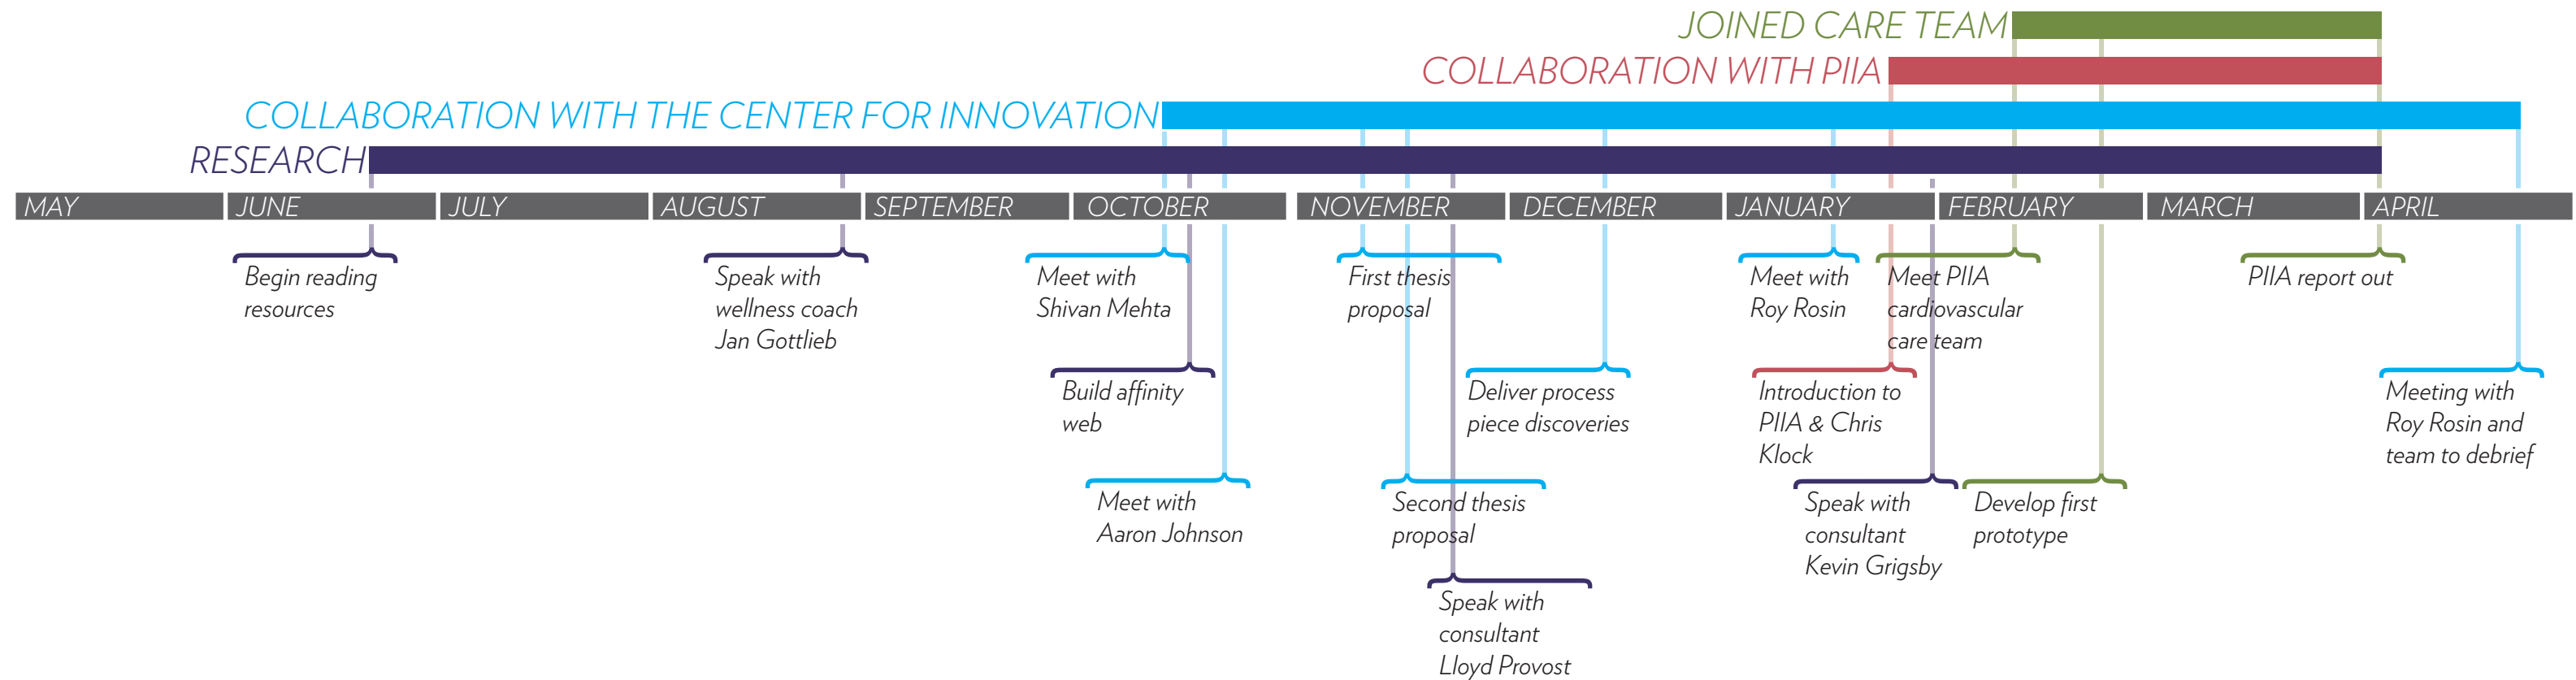 JOINED CARE TEAM
COLLABORATION WITH PIIA
COLLABORATION WITH THE CENTER FOR INNOVATION
RESEARCH
MAY
JUNE
JULY
AUGUST
SEPTEMBER
OCTOBER
NOVEMBER
DECEMBER
JANUARY
FEBRUARY
MARCH
APRIL
Begin reading
resources
Speak with
wellness coach
Jan Gottlieb
Meet with
Shivan Mehta
Build affinity
web
Meet with
Aaron Johnson
First thesis
proposal
Second thesis
proposal
Speak with
consultant
Lloyd Provost
Deliver process
piece discoveries
Meet with
Roy Rosin
Introduction to
PIIA & Chris
Klock
Speak with
consultant
Kevin Grigsby
Meet PIIA
cardiovascular
care team
Develop first
prototype
PIIA report out
Meeting with
Roy Rosin and
team to debrief